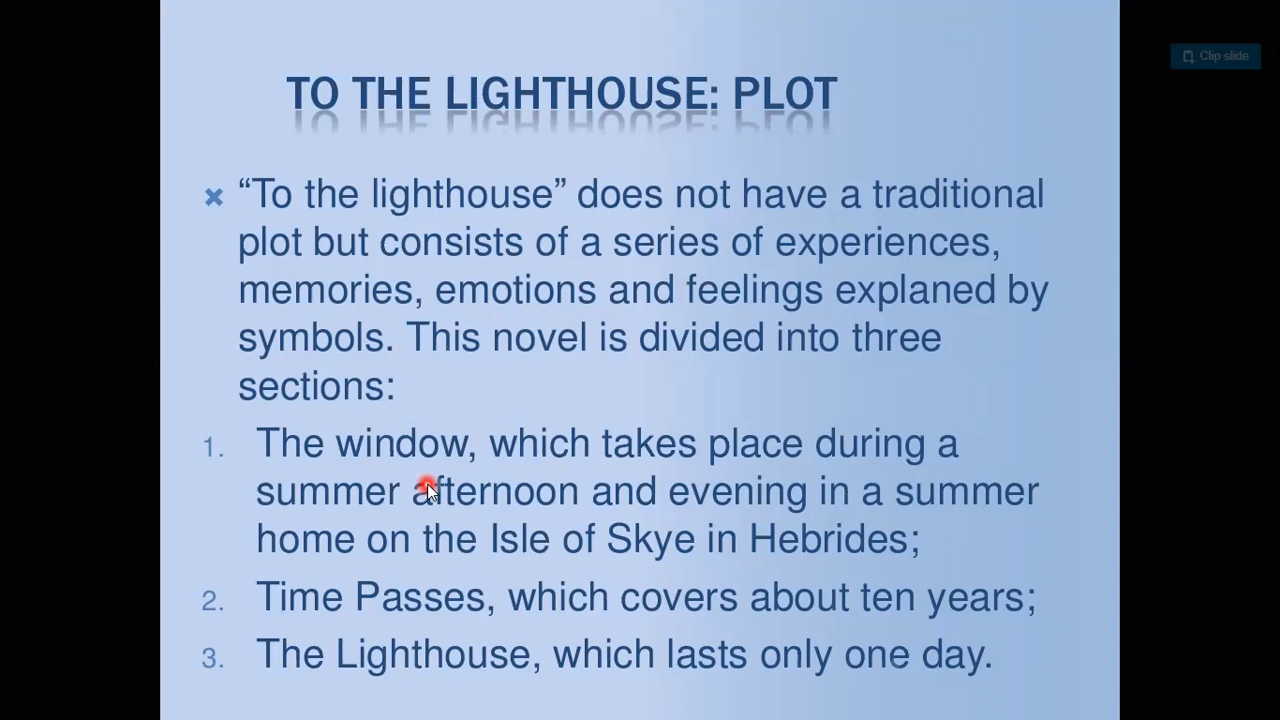 Clip slide
TO THE LIGHTHOUSE: PLOT
“To the lighthouse” does not have a traditional
plot but consists of a series of experiences,
memories, emotions and feelings explaned by
symbols. This novel is divided into three
sections:
1. The window, which takes place during a
summer afternoon and evening in a summer
home on the Isle of Skye in Hebrides;
2. Time Passes, which covers about ten years;
3. The Lighthouse, which lasts only one day.